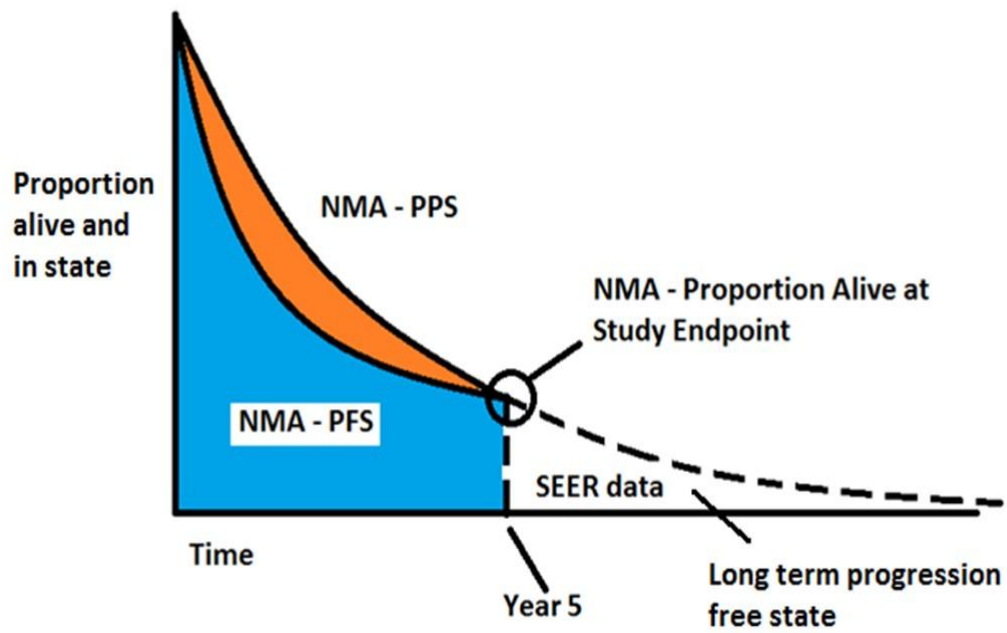 Proportion
alive and
in state
NMA - PPS
NMA - Proportion Alive at
Study Endpoint
NMA - PFS
SEER data
Time
Year 5
Long term progression
free state